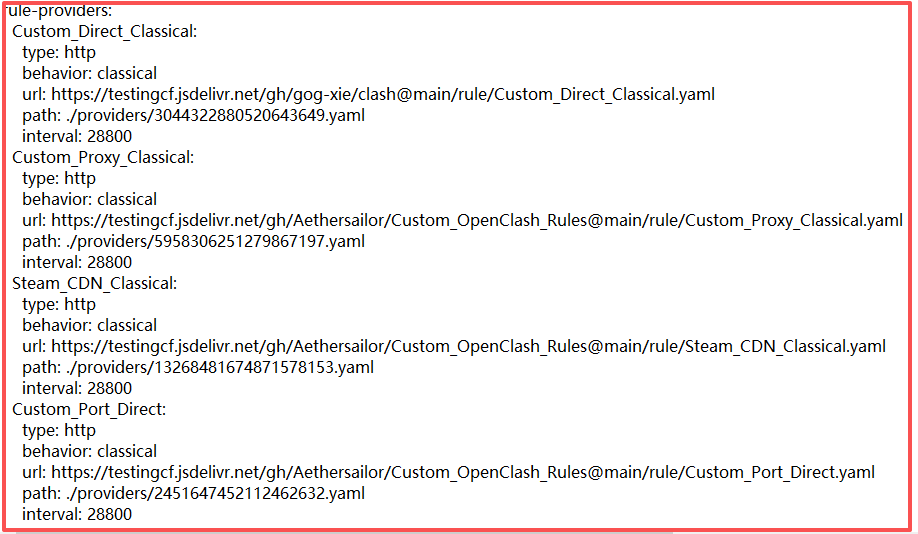 rule-providers:
Custom_Direct_Classical:
type: http
behavior: classical
url: https://testingcf.jsdelivr.net/gh/gog-xie/clash@main/rule/Custom_Direct_Classical.yaml
path: ./providers/3044322880520643649.yaml
interval: 28800
Custom_Proxy_Classical:
type: http
behavior: classical
url: https://testingcf.jsdelivr.net/gh/Aethersailor/Custom_OpenClash_Rules@main/rule/Custom_Proxy_Classical.yaml
path: ./providers/5958306251279867197.yaml
interval: 28800
Steam_CDN_Classical:
type: http
behavior: classical
url: https://testingcf.jsdelivr.net/gh/Aethersailor/Custom_OpenClash_Rules@main/rule/Steam_CDN_Classical.yaml
path: ./providers/13268481674871578153.yaml
interval: 28800
Custom_Port_Direct:
type: http
behavior: classical
url: https://testingcf.jsdelivr.net/gh/Aethersailor/Custom_OpenClash_Rules@main/rule/Custom_Port_Direct.yaml
path: ./providers/2451647452112462632.yaml
interval: 28800